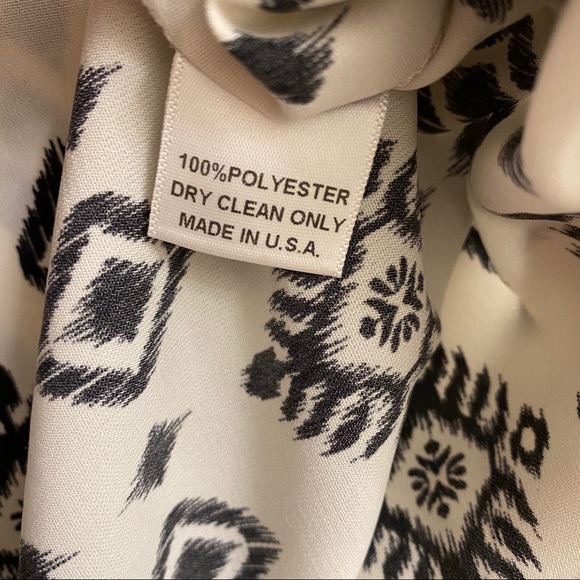 100%POLYESTER
DRY CLEAN ONLY
MADE IN U.S.A.